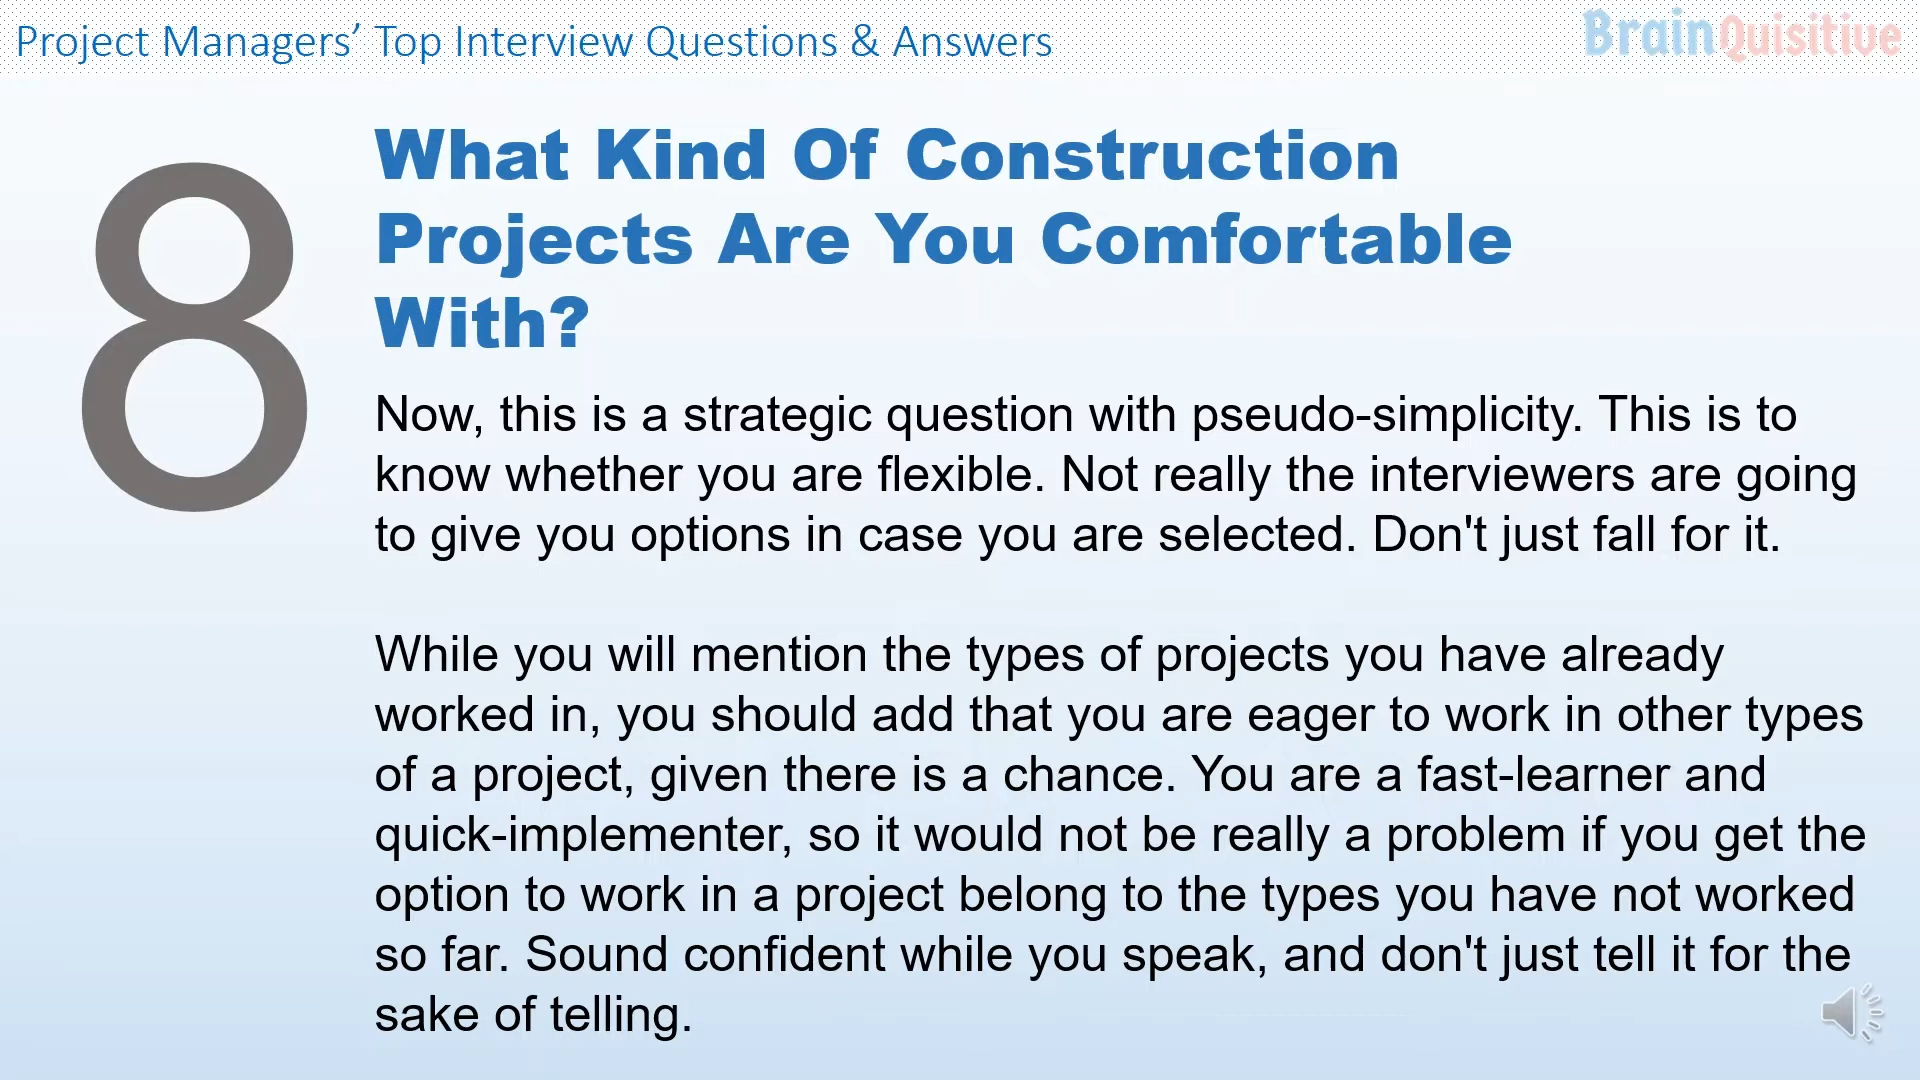 Project Managers’ Top Interview Questions & Answers
BrainQuisitive
8
What Kind Of Construction
Projects Are You Comfortable
With?
Now, this is a strategic question with pseudo-simplicity. This is to
know whether you are flexible. Not really the interviewers are going
to give you options in case you are selected. Don't just fall for it.
While you will mention the types of projects you have already
worked in, you should add that you are eager to work in other types
of a project, given there is a chance. You are a fast-learner and
quick-implementer, so it would not be really a problem if you get the
option to work in a project belong to the types you have not worked
so far. Sound confident while you speak, and don't just tell it for the
sake of telling.